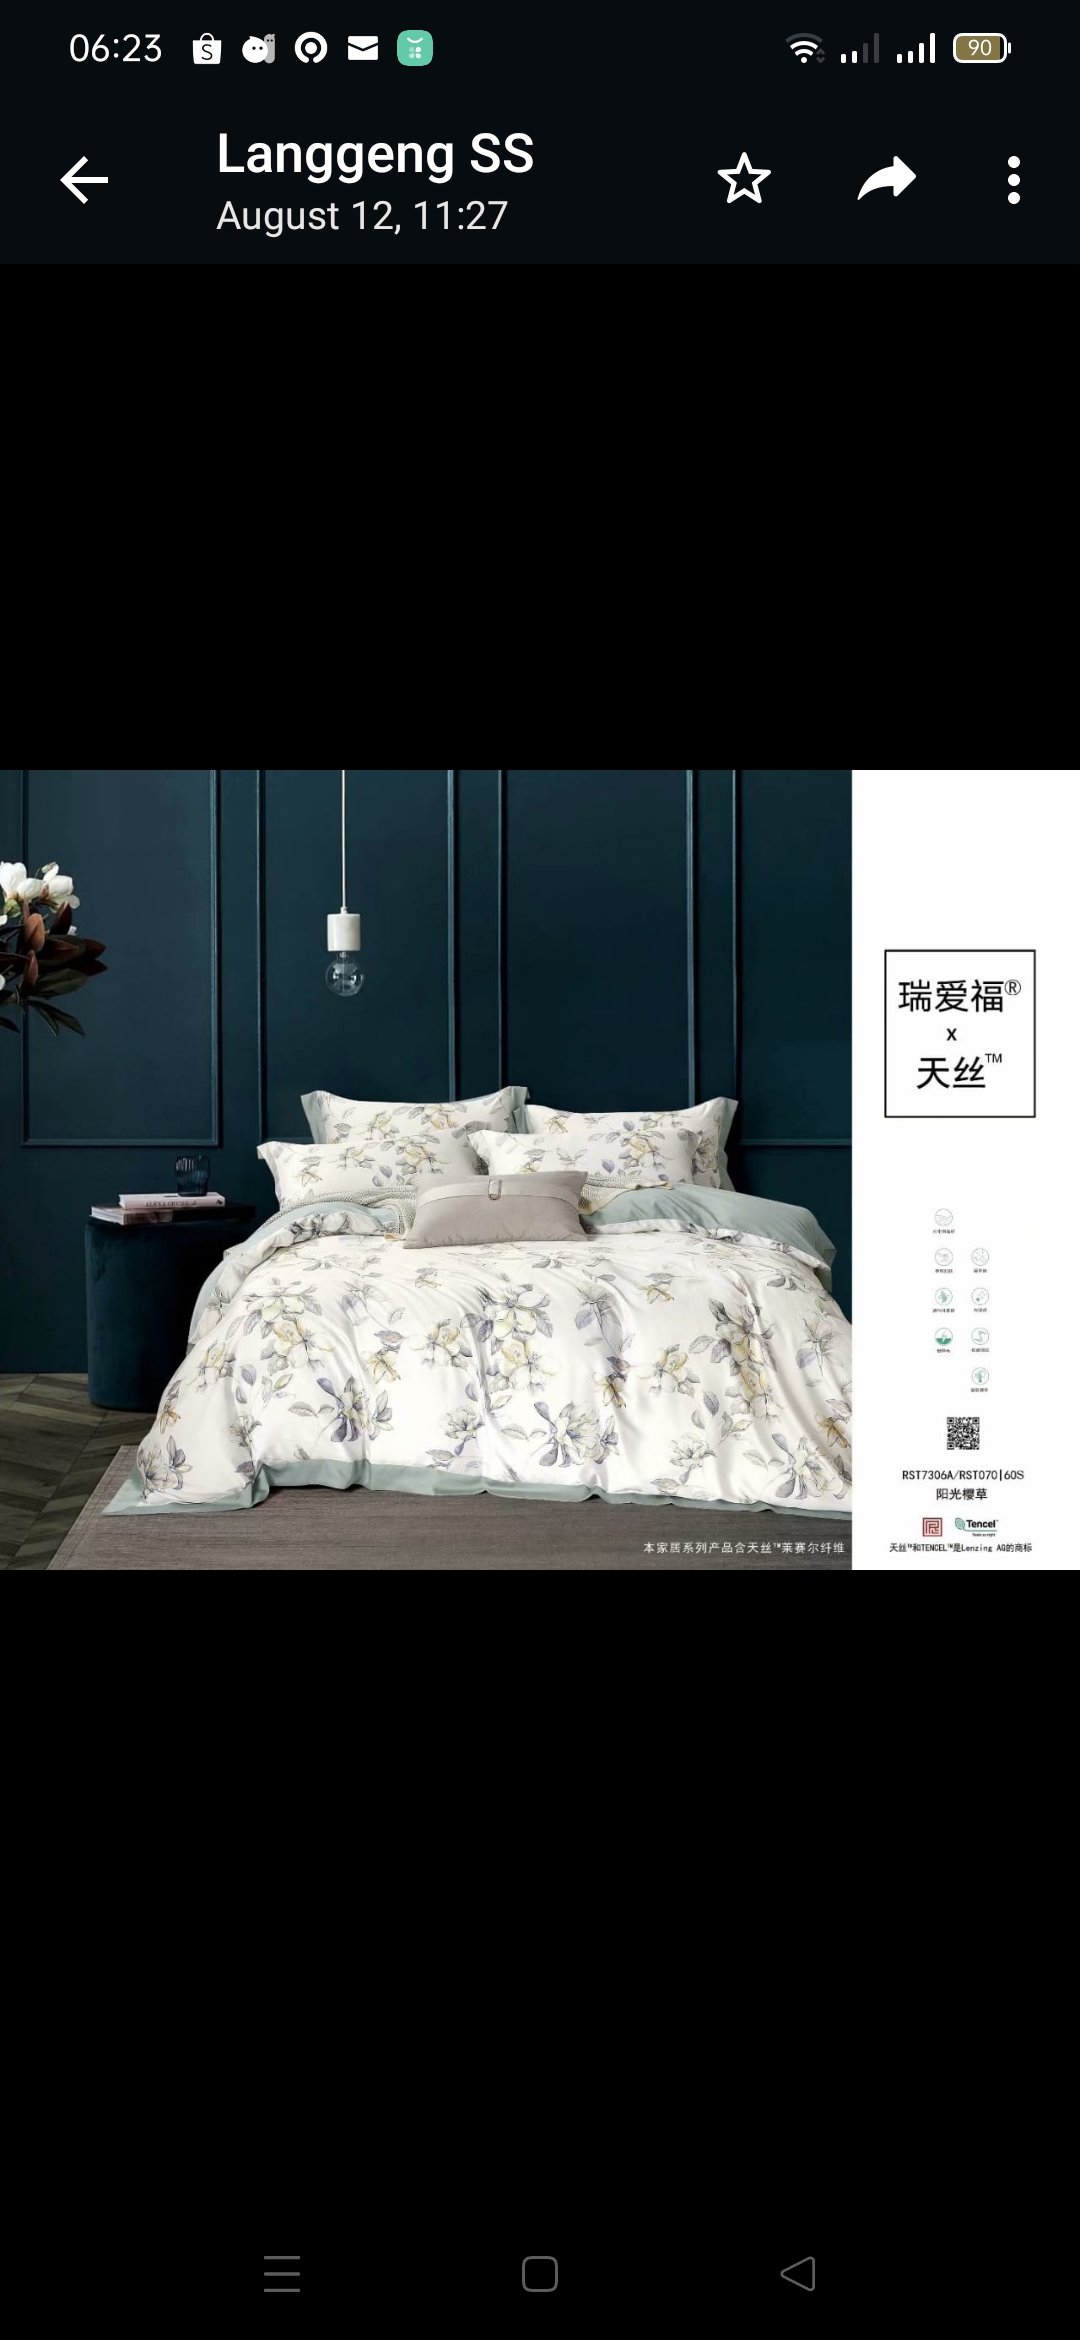 06:23
90
Langgeng SS
August 12, 11:27
瑞爱福®
x
天丝™
RST7306A/RST070|60S
阳光樱草
Tencel™
本家居系列产品含天丝™莱赛尔纤维
天丝™和TENCEL™是Lenzing AG的商标